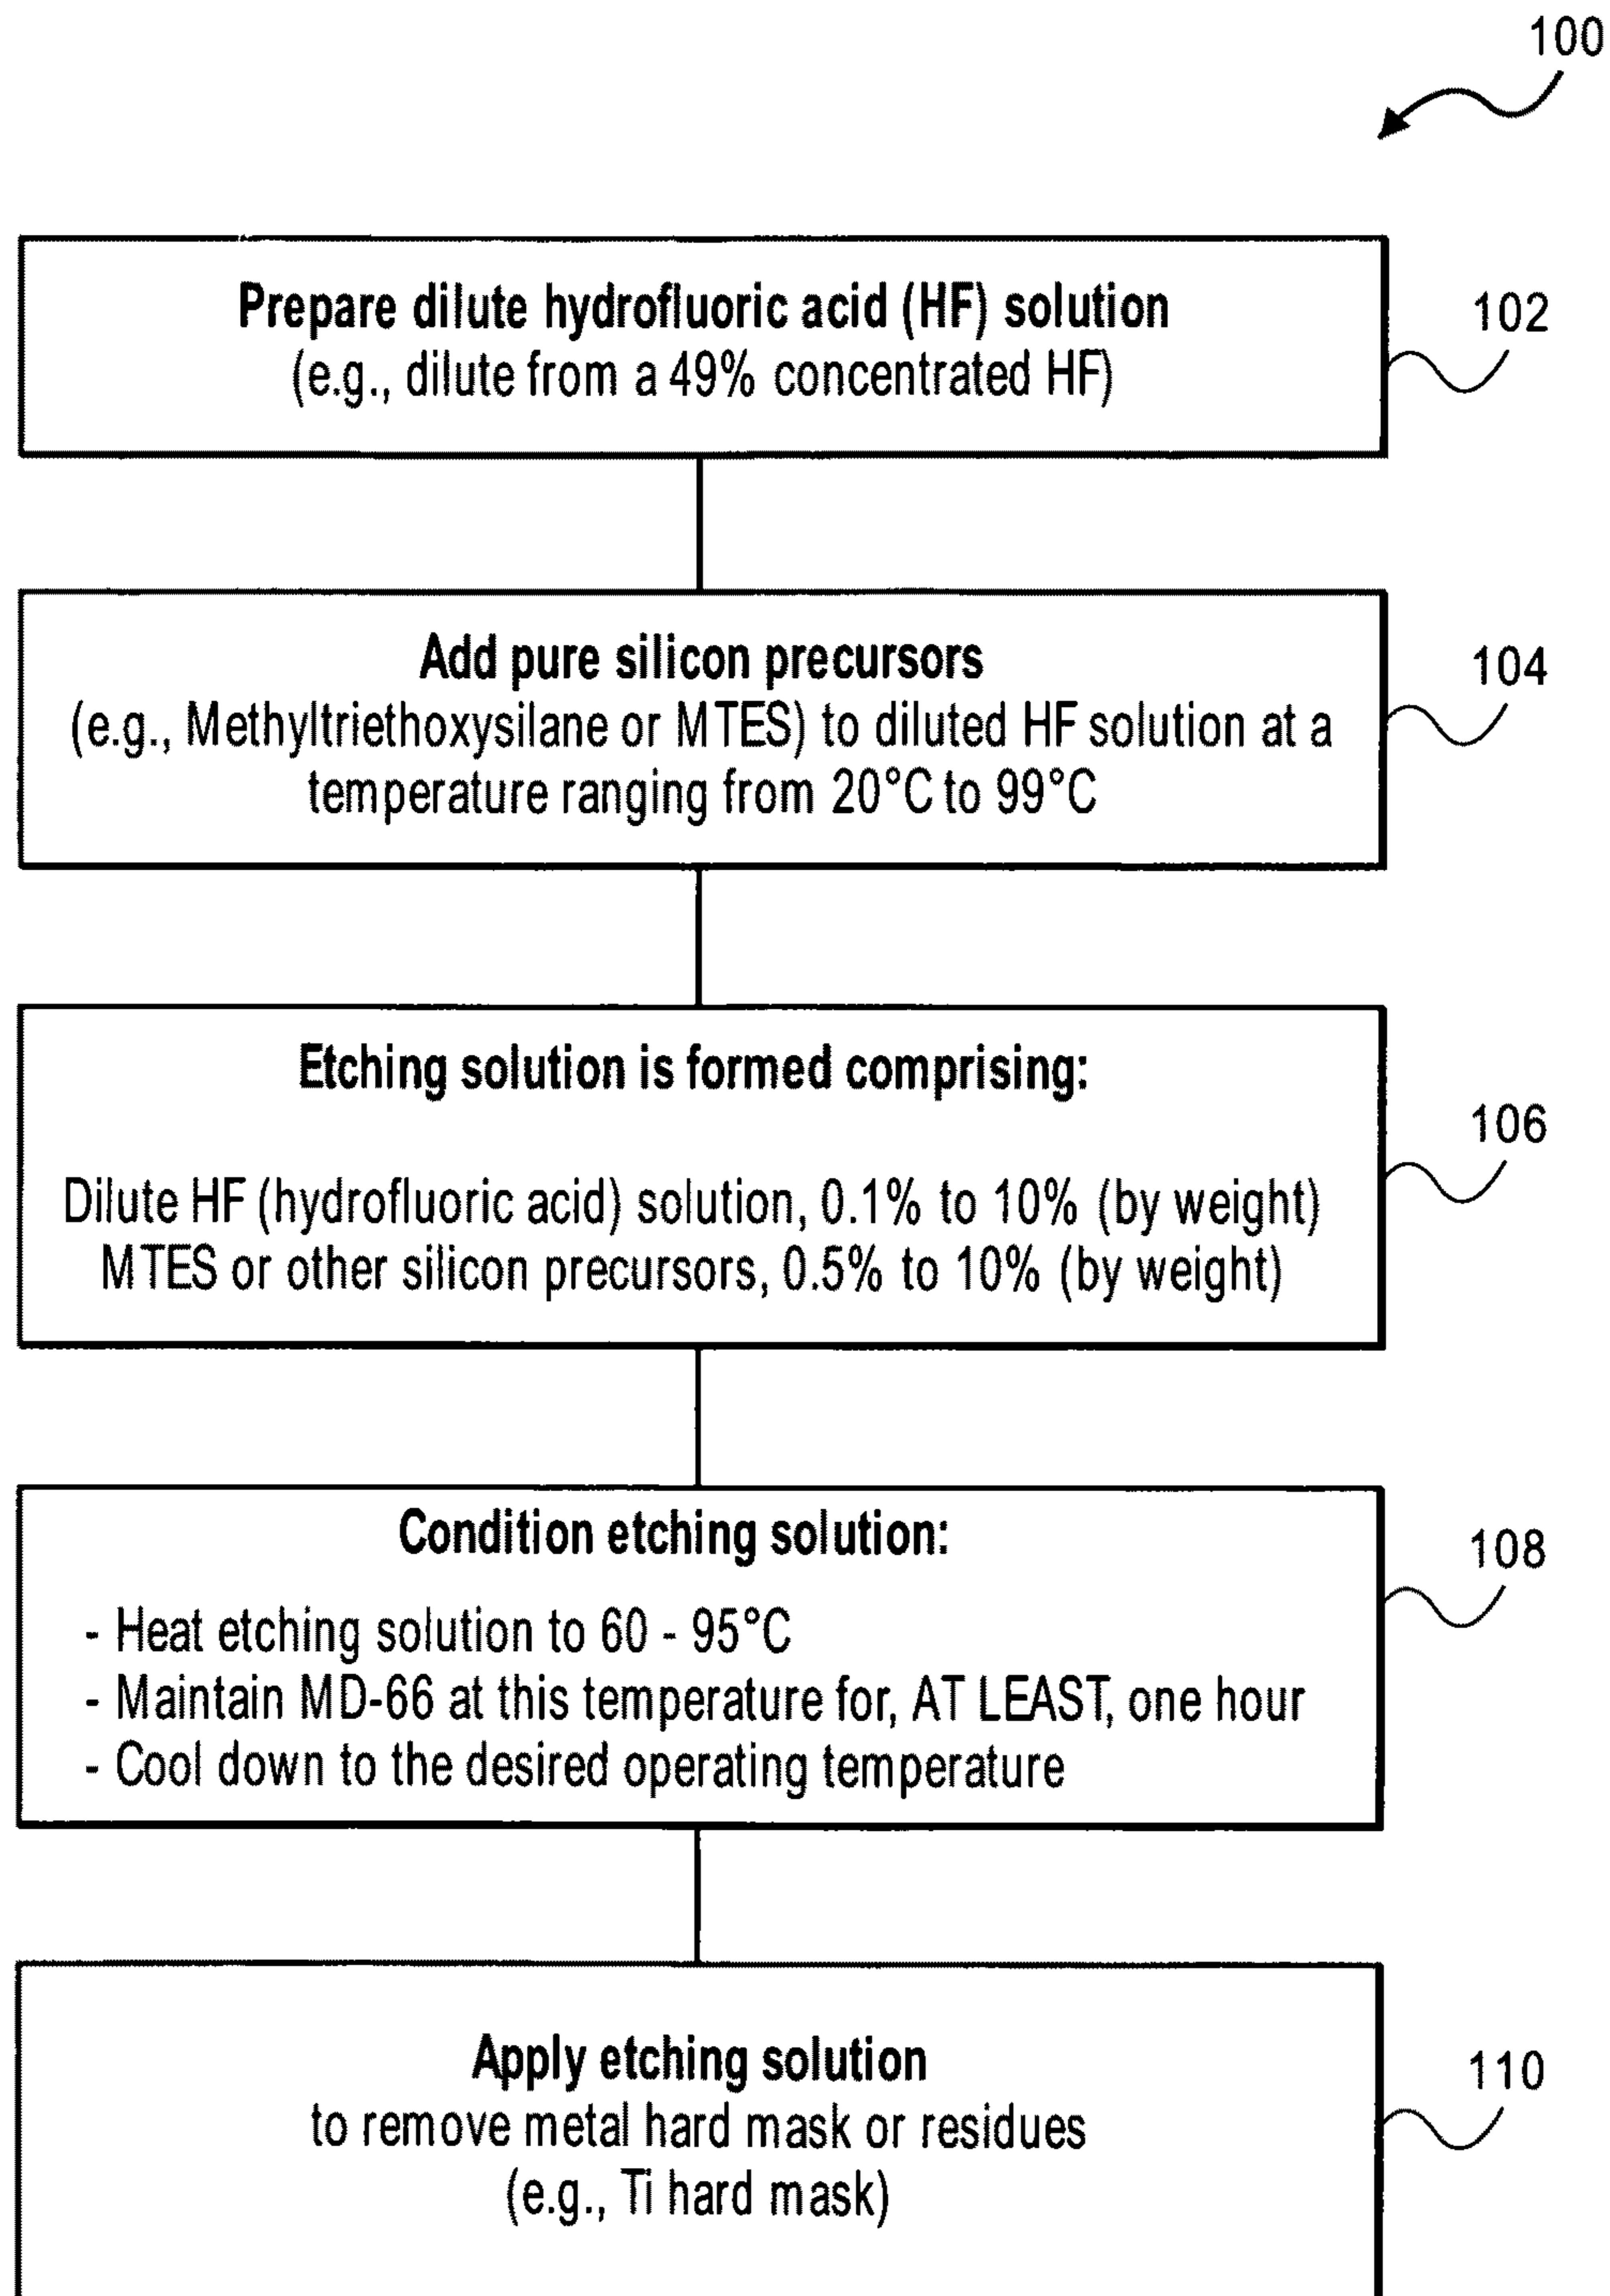 100
Prepare dilute hydrofluoric acid (HF) solution
(e.g., dilute from a 49% concentrated HF)
102
Add pure silicon precursors
(e.g., Methyltriethoxysilane or MTES) to diluted HF solution at a
temperature ranging from 20°C to 99°C
104
Etching solution is formed comprising:
Dilute HF (hydrofluoric acid) solution, 0.1% to 10% (by weight)
MTES or other silicon precursors, 0.5% to 10% (by weight)
106
Condition etching solution:
- Heat etching solution to 60 - 95°C
- Maintain MD-66 at this temperature for, AT LEAST, one hour
- Cool down to the desired operating temperature
108
Apply etching solution
to remove metal hard mask or residues
(e.g., Ti hard mask)
110